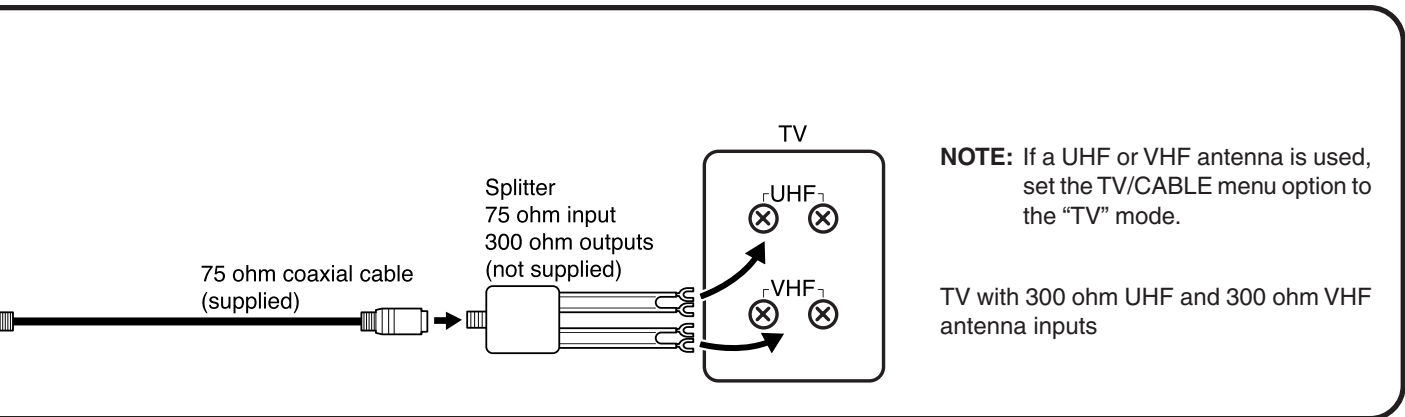 75 ohm coaxial cable
(supplied)
Splitter
75 ohm input
300 ohm outputs
(not supplied)
TV
UHF
VHF
NOTE: If a UHF or VHF antenna is used,
set the TV/CABLE menu option to
the “TV” mode.
TV with 300 ohm UHF and 300 ohm VHF
antenna inputs